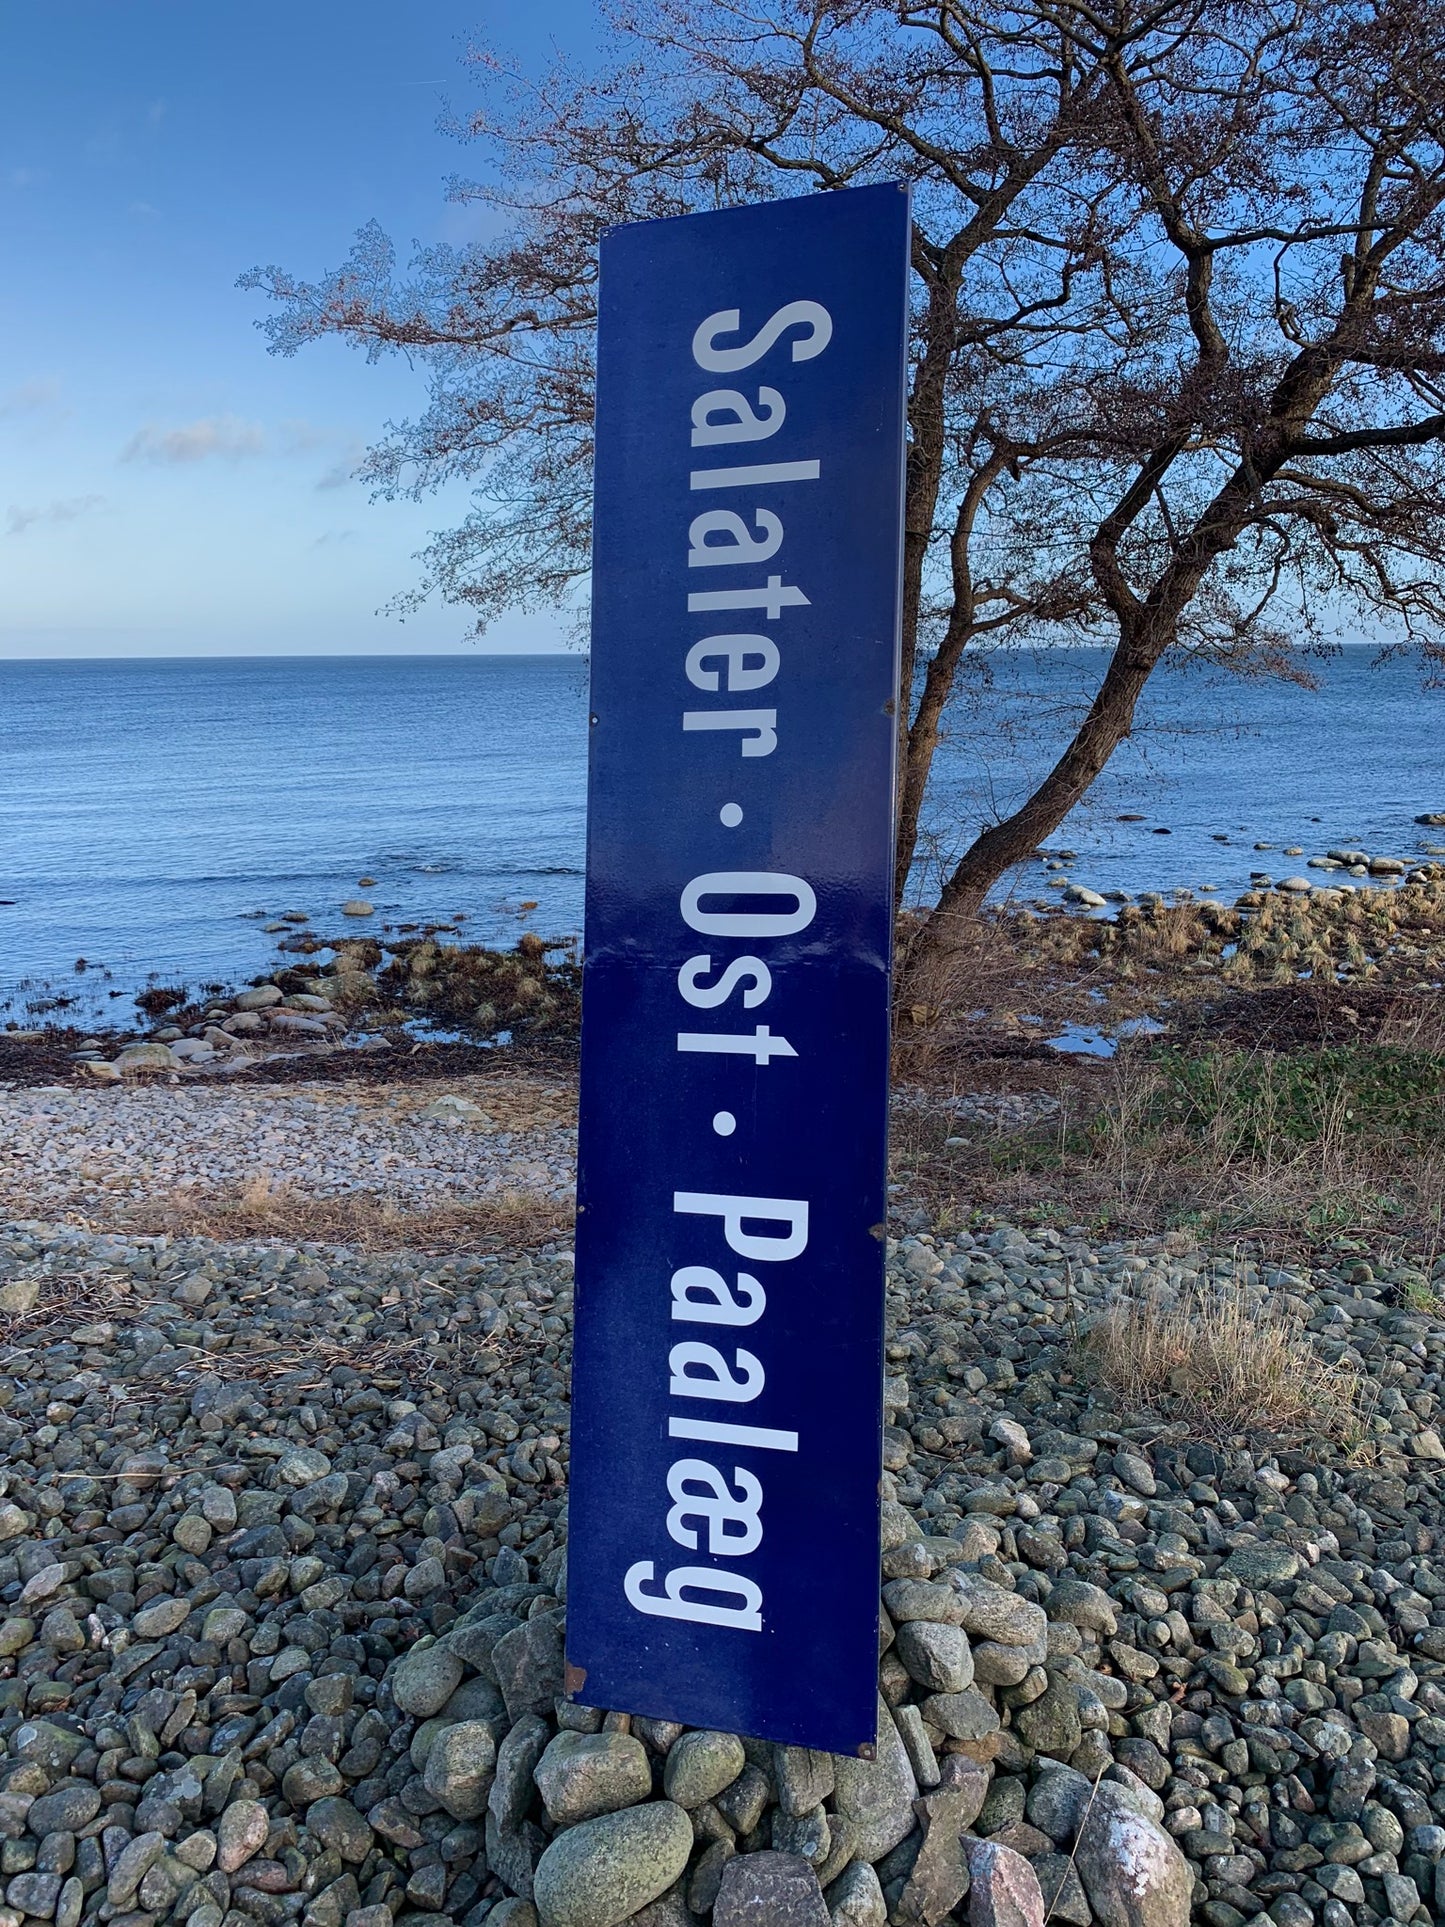 Salater · Ost · Paalæg